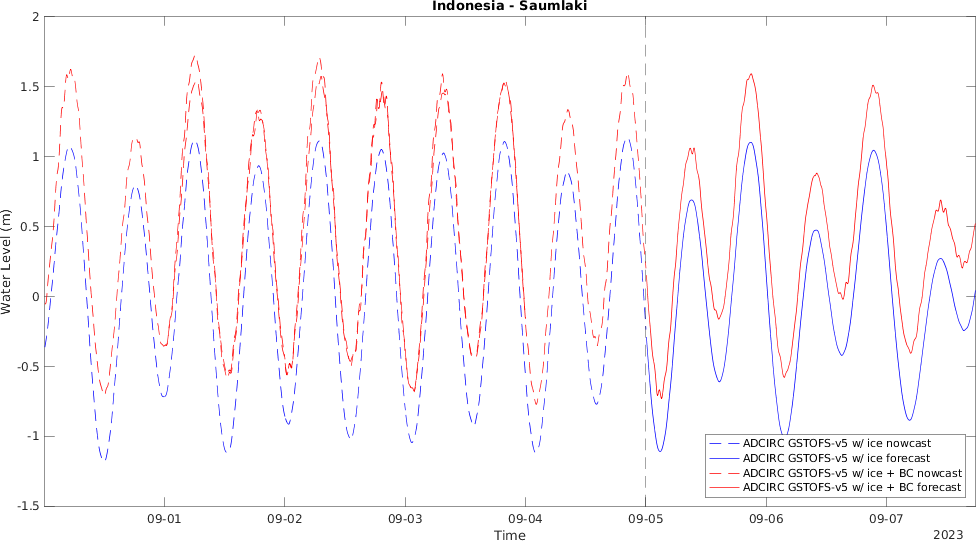 Indonesia - Saumlaki
2
1.5
1
0.5
0
-0.5
-1
-1.5
Water Level (m)
ADCIRC GSTOFS-v5 w/ ice nowcast
ADCIRC GSTOFS-v5 w/ ice forecast
ADCIRC GSTOFS-v5 w/ ice + BC nowcast
ADCIRC GSTOFS-v5 w/ ice + BC forecast
09-01 09-02 09-03 09-04 09-05 09-06 09-07
Time
2023